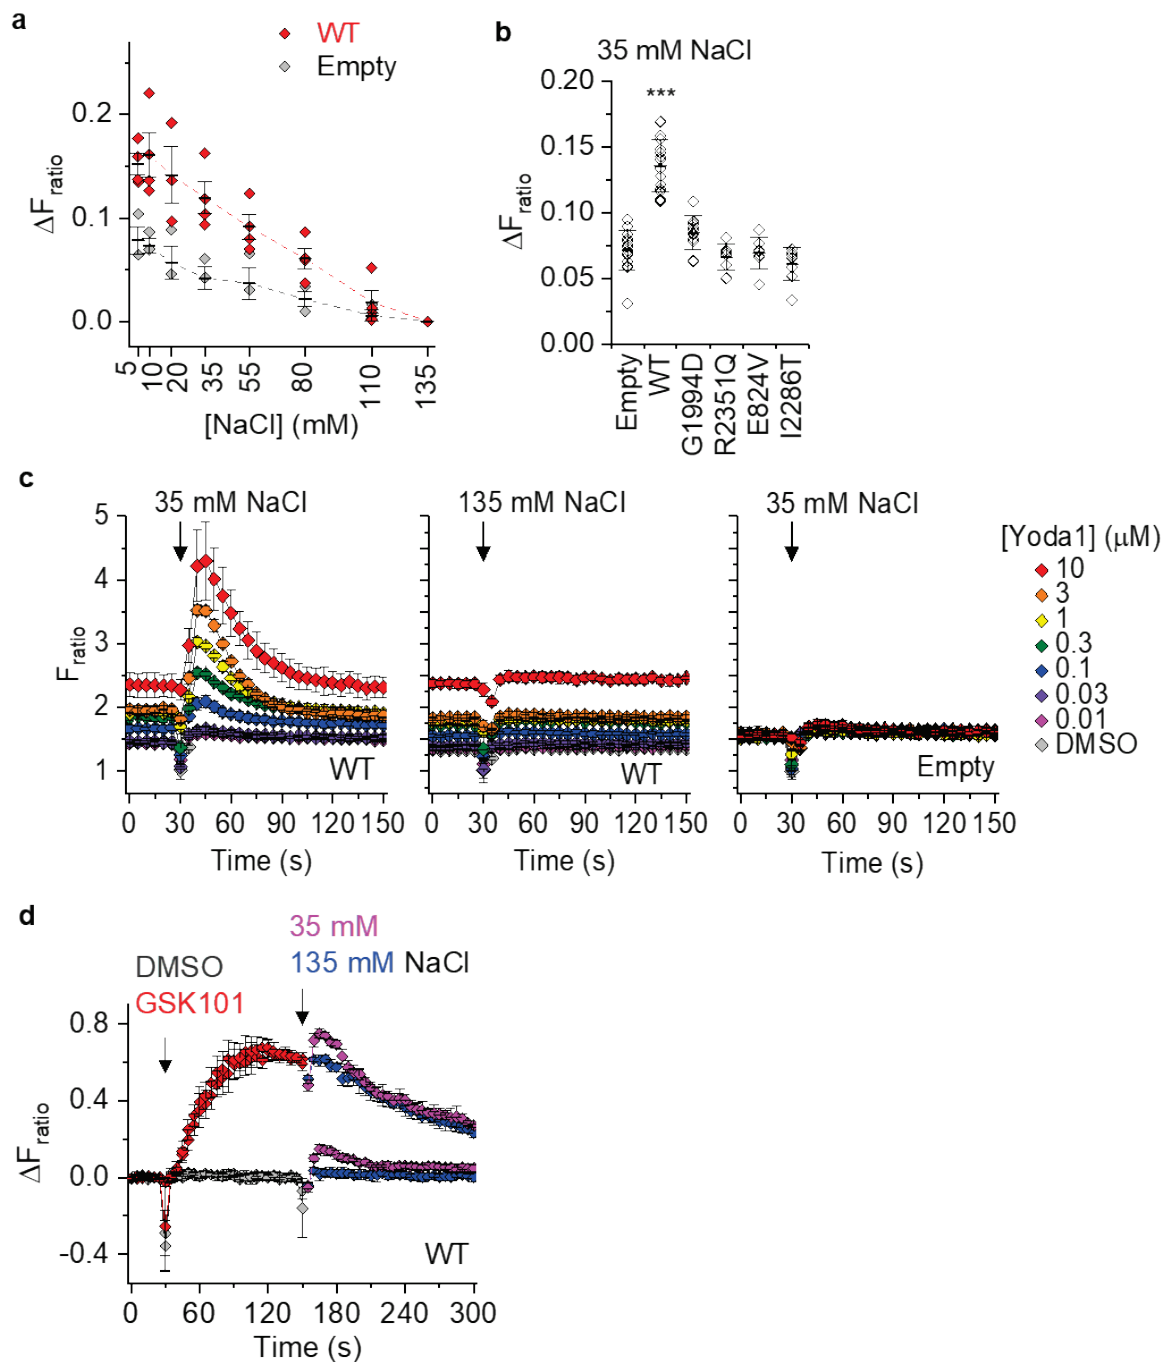 a
WT
Empty
0.2
0.1
0.0
ΔFratio
5
10
20
35
55
80
110
135
[NaCl] (mM)
b
35 mM NaCl
***
0.20
0.15
0.10
0.05
0.00
ΔFratio
Empty
WT
G1994D
R2351Q
E824V
I2286T
c
35 mM NaCl
135 mM NaCl
35 mM NaCl
5
4
3
2
1
Fratio
WT
WT
Empty
0 30 60 90 120 150
0 30 60 90 120 150
0 30 60 90 120 150
Time (s)
Time (s)
Time (s)
[Yoda1] (μM)
10
3
1
0.3
0.1
0.03
0.01
DMSO
d
35 mM
135 mM NaCl
DMSO
GSK101
0.8
0.4
0.0
-0.4
ΔFratio
WT
0 60 120 180 240 300
Time (s)